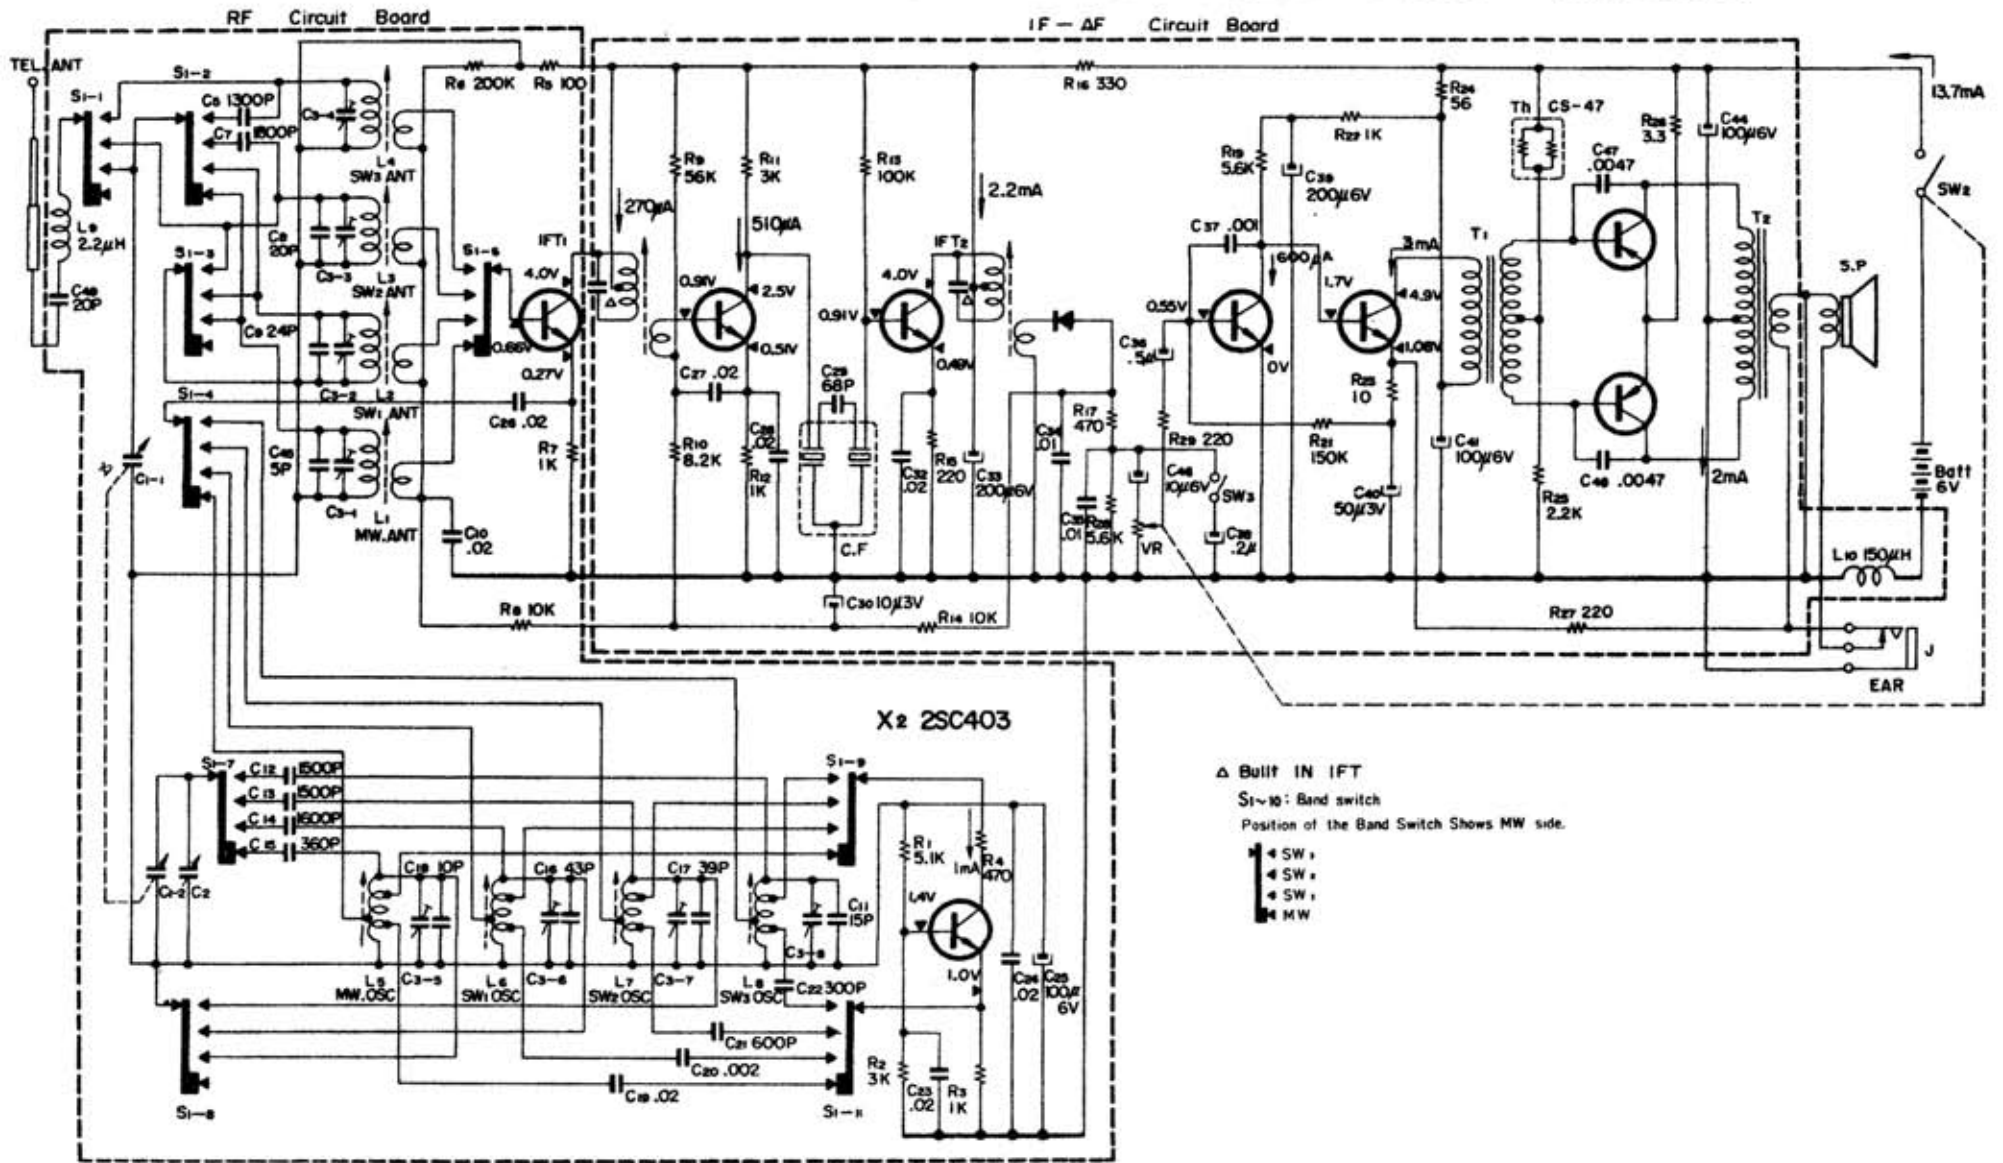 RF Circuit Board
IF - AF Circuit Board
TEL. ANT
S1-1
S1-2
C5 1300P
C7 1800P
C3-4
L4
SW3 ANT
R6 200K
R5 100
R16 330
13.7mA
L9
2.2μH
C49
20P
S1-3
C8
20P
C3-3
L3
SW2 ANT
C9 24P
C3-2
L2
SW1 ANT
S1-4
C45
5P
C3-1
L1
MW. ANT
C1-1
C10
.02
S1-5
4.0V
0.66V
0.27V
C26 .02
R7
1K
R8 10K
IFT1
270μA
R9
56K
R11
3K
510μA
0.91V
2.5V
0.51V
C27 .02
R10
8.2K
C28
.02
R12
1K
C29
68P
C.F
C30 10μ3V
R14 10K
R13
100K
0.91V
4.0V
0.49V
C32
.02
R15
220
C33
200μ6V
IFT2
2.2mA
C34
.01
R17
470
C35
.01
5.6K
C36
.5μ
R29 220
C46
10μ6V
VR
SW3
C38
.2μ
C37 .001
0.55V
0V
R19
5.6K
600μA
C39
200μ6V
R22 1K
R21
150K
1.7V
3mA
4.9V
1.08V
R23
10
C40
50μ3V
R24
56
C41
100μ6V
T1
Th CS-47
R25
2.2K
C47
.0047
C48 .0047
R26
3.3
C44
100μ6V
2mA
T2
S.P
SW2
Batt
6V
L10 150μH
R27 220
J
EAR
X2 2SC403
S1-7
C12 1500P
C13 1500P
C14 1600P
C15 360P
C1-2
C2
C18 10P
L5
MW. OSC
C3-5
C16 43P
L6
SW1 OSC
C3-6
C17 39P
L7
SW2 OSC
C3-7
C11
15P
L8
SW3 OSC
C3-8
C22 300P
C21 600P
C20 .002
C19 .02
S1-8
S1-9
S1-11
R1
5.1K
1mA
R4
470
1.4V
1.0V
R2
3K
C23
.02
R3
1K
C24
.02
C25
100μ
6V
△ Built IN IFT
S1~10: Band switch
Position of the Band Switch Shows MW side.
SW3
SW2
SW1
MW